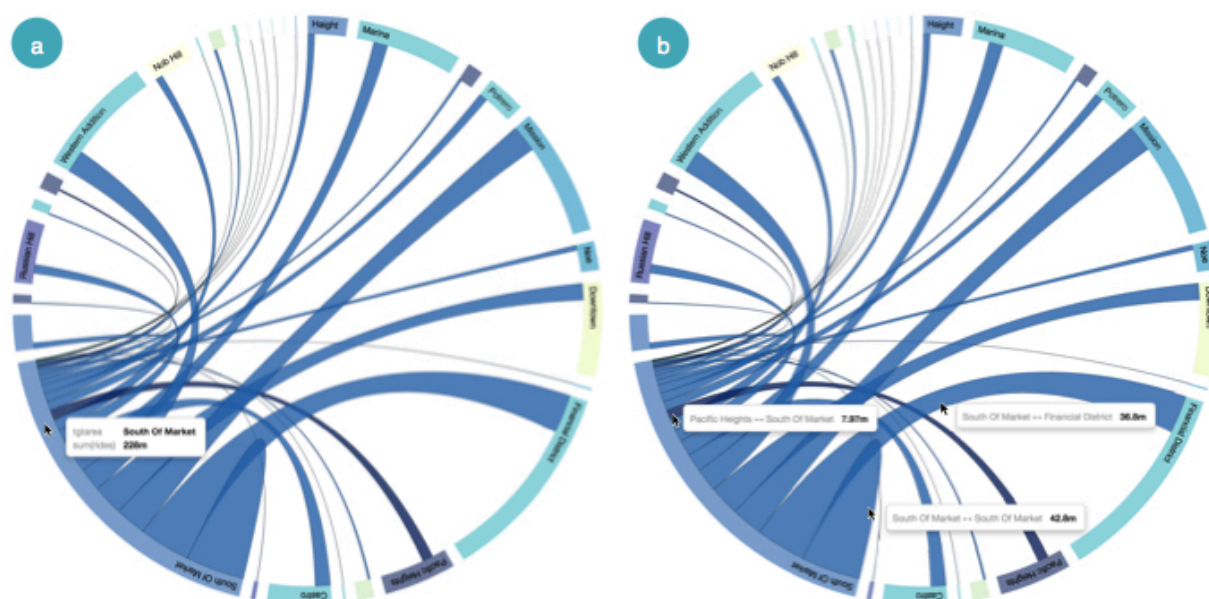 a
Haight
Marina
Nob Hill
Potrero
Western Addition
Mission
Russian Hill
Noe
Downtown
tgtarea South Of Market
sum(rides) 228m
Financial District
South Of Market
Pacific Heights
Castro
b
Haight
Marina
Nob Hill
Potrero
Western Addition
Mission
Russian Hill
Noe
Downtown
Pacific Heights ↔ South Of Market 7.97m
South Of Market ↔ Financial District 36.8m
Financial District
South Of Market ↔ South Of Market 42.8m
South Of Market
Pacific Heights
Castro